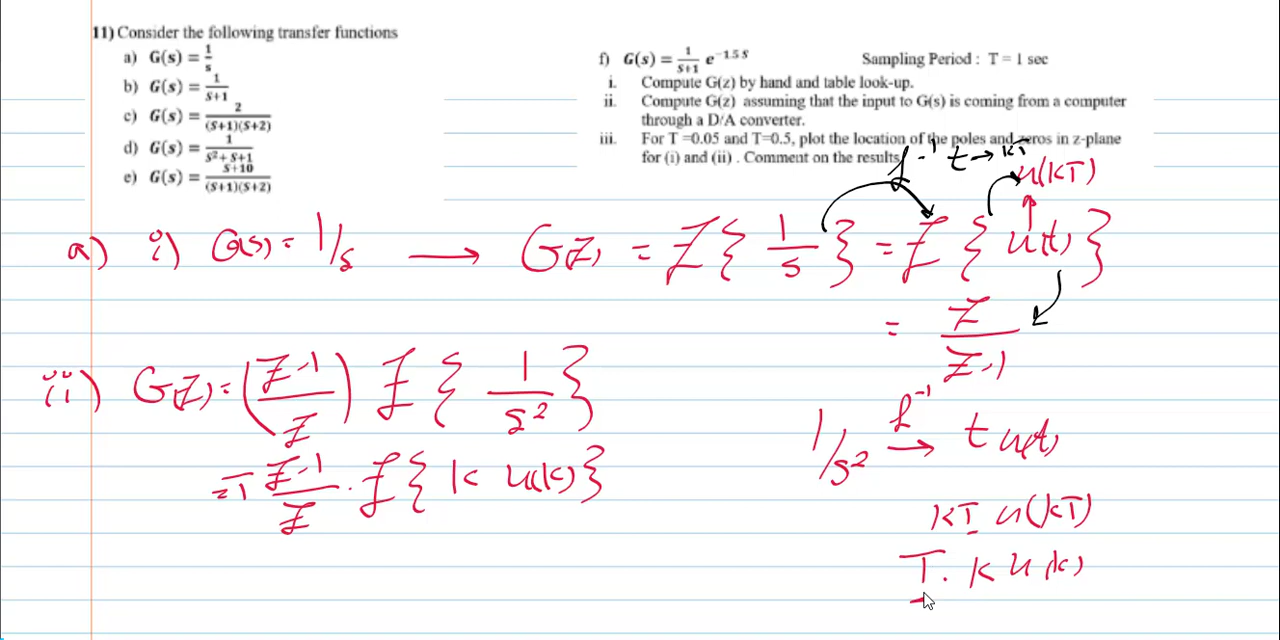 11) Consider the following transfer functions
a) G(s) = 1/s
b) G(s) = 1/(S+1)
c) G(s) = 2/((S+1)(S+2))
d) G(s) = 1/(S²+S+1)
e) G(s) = (S+10)/((S+1)(S+2))
f) G(s) = 1/(S+1) e^-1.5 S Sampling Period : T = 1 sec
i. Compute G(z) by hand and table look-up.
ii. Compute G(z) assuming that the input to G(s) is coming from a computer
through a D/A converter.
iii. For T =0.05 and T=0.5, plot the location of the poles and zeros in z-plane
for (i) and (ii) . Comment on the results
ℒ⁻¹ t → kT
u(kT)
a) i) G(s) = 1/s → G(z) = Z{ 1/s } = Z{ u(t) }
= Z/(Z-1)
ii) G(z) = (Z-1/Z) Z{ 1/s² }
1/s² ℒ⁻¹ → t u(t)
= T Z-1/Z . Z{ k u(k) }
kT u(kT)
T. k u(k)